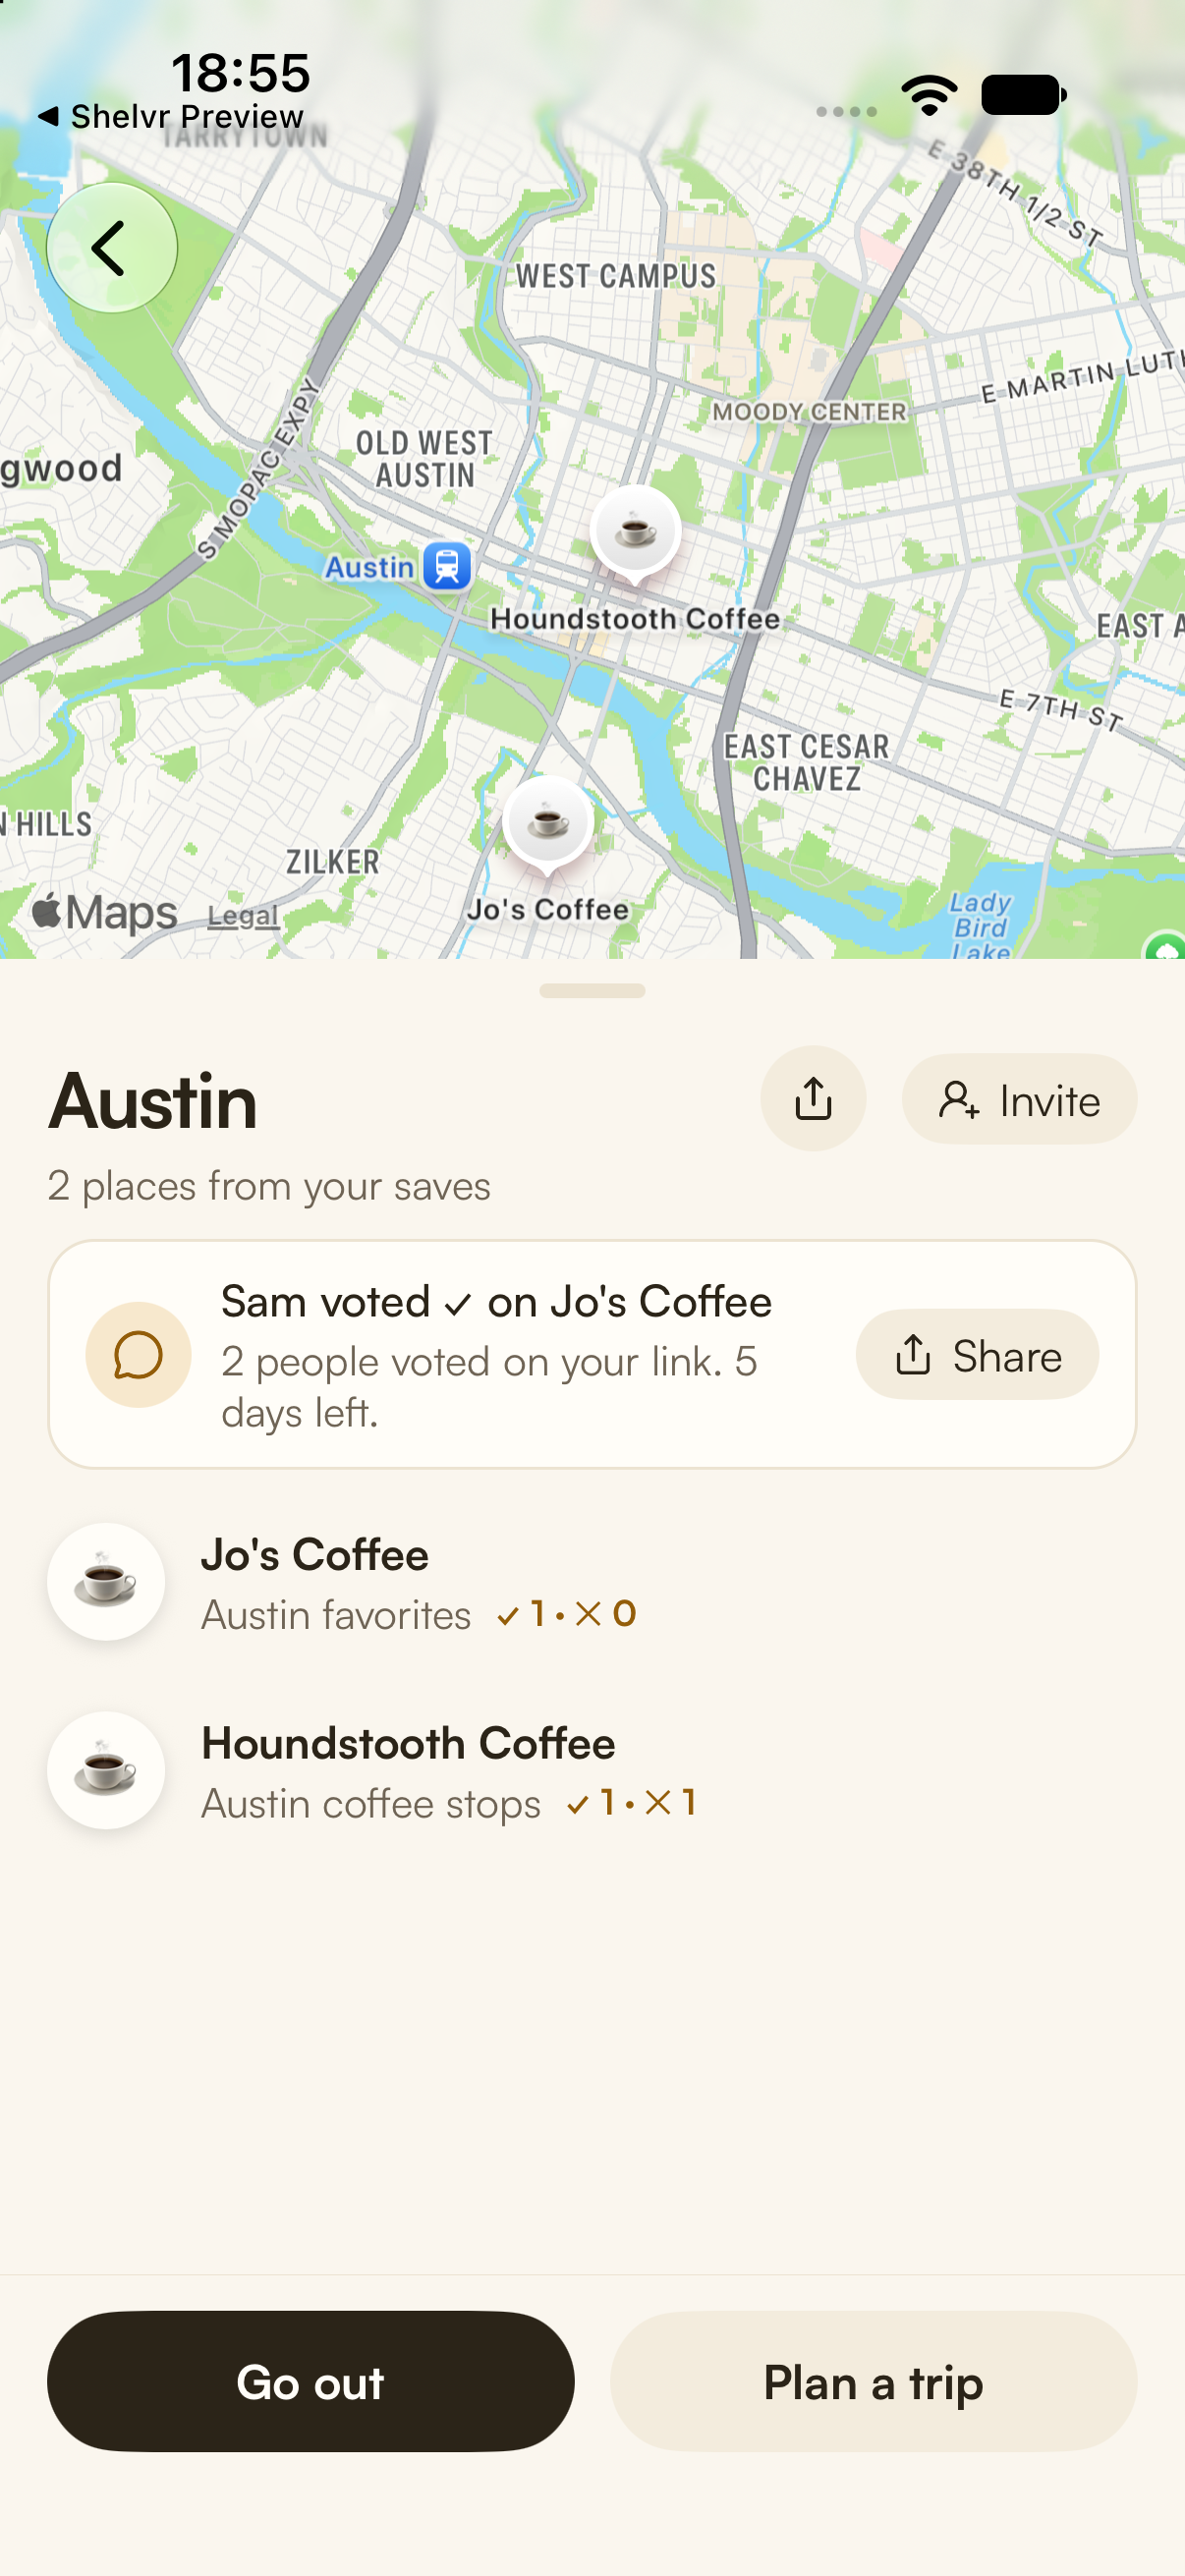 18:55
◀ Shelvr Preview
TARRYTOWN
E 38TH 1/2 ST
WEST CAMPUS
E MARTIN LUTH
MOODY CENTER
OLD WEST
AUSTIN
gwood
S MOPAC EXPY
Austin
Houndstooth Coffee
EAST A
E 7TH ST
EAST CESAR
CHAVEZ
N HILLS
ZILKER
Jo's Coffee
Maps
Legal
Lady
Bird
Lake
Austin
Invite
2 places from your saves
Sam voted ✓ on Jo's Coffee
2 people voted on your link. 5
days left.
Share
Jo's Coffee
Austin favorites ✓ 1 · ✕ 0
Houndstooth Coffee
Austin coffee stops ✓ 1 · ✕ 1
Go out
Plan a trip